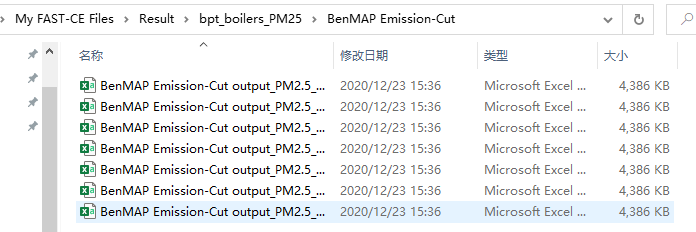 My FAST-CE Files > Result > bpt_boilers_PM25 > BenMAP Emission-Cut
名称 修改日期 类型 大小
BenMAP Emission-Cut output_PM2.5_... 2020/12/23 15:36 Microsoft Excel ... 4,386 KB
BenMAP Emission-Cut output_PM2.5_... 2020/12/23 15:36 Microsoft Excel ... 4,386 KB
BenMAP Emission-Cut output_PM2.5_... 2020/12/23 15:36 Microsoft Excel ... 4,386 KB
BenMAP Emission-Cut output_PM2.5_... 2020/12/23 15:36 Microsoft Excel ... 4,386 KB
BenMAP Emission-Cut output_PM2.5_... 2020/12/23 15:36 Microsoft Excel ... 4,386 KB
BenMAP Emission-Cut output_PM2.5_... 2020/12/23 15:36 Microsoft Excel ... 4,386 KB
BenMAP Emission-Cut output_PM2.5_... 2020/12/23 15:36 Microsoft Excel ... 4,386 KB